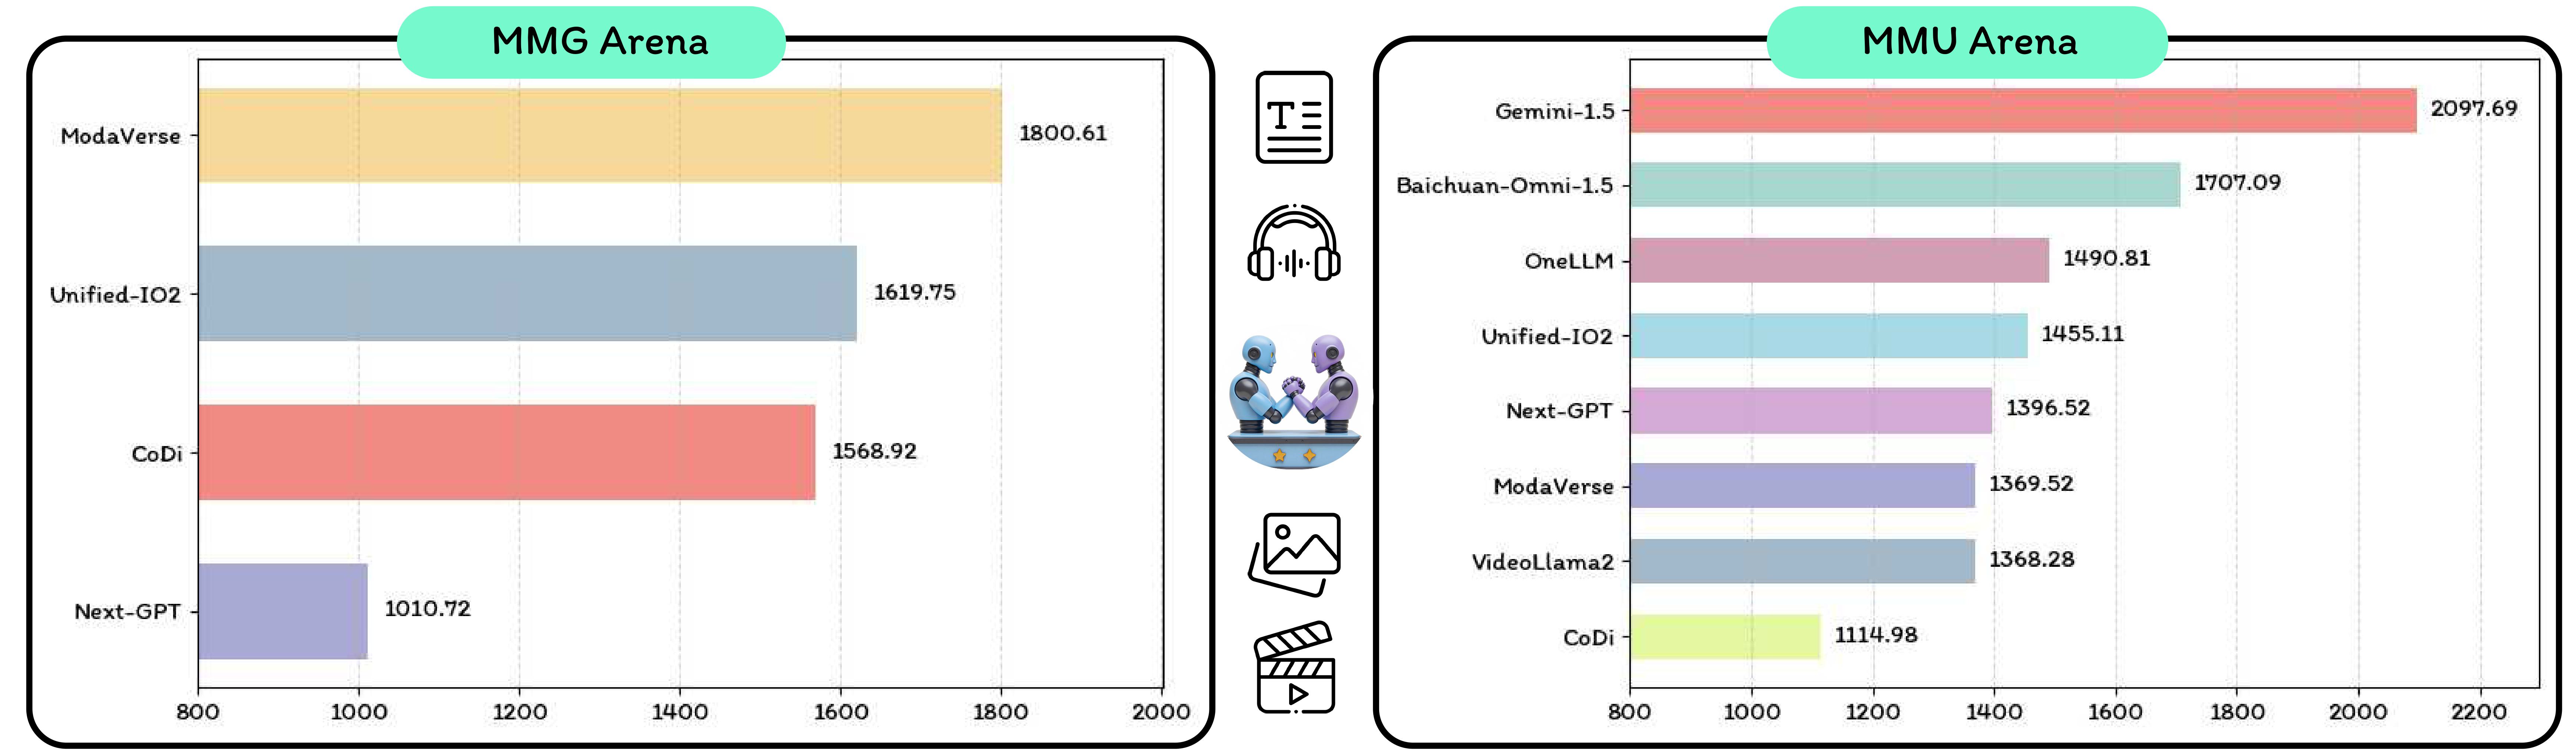 MMG Arena
ModaVerse
1800.61
Unified-IO2
1619.75
CoDi
1568.92
Next-GPT
1010.72
800 1000 1200 1400 1600 1800 2000
T
MMU Arena
Gemini-1.5
2097.69
Baichuan-Omni-1.5
1707.09
OneLLM
1490.81
Unified-IO2
1455.11
Next-GPT
1396.52
ModaVerse
1369.52
VideoLlama2
1368.28
CoDi
1114.98
800 1000 1200 1400 1600 1800 2000 2200